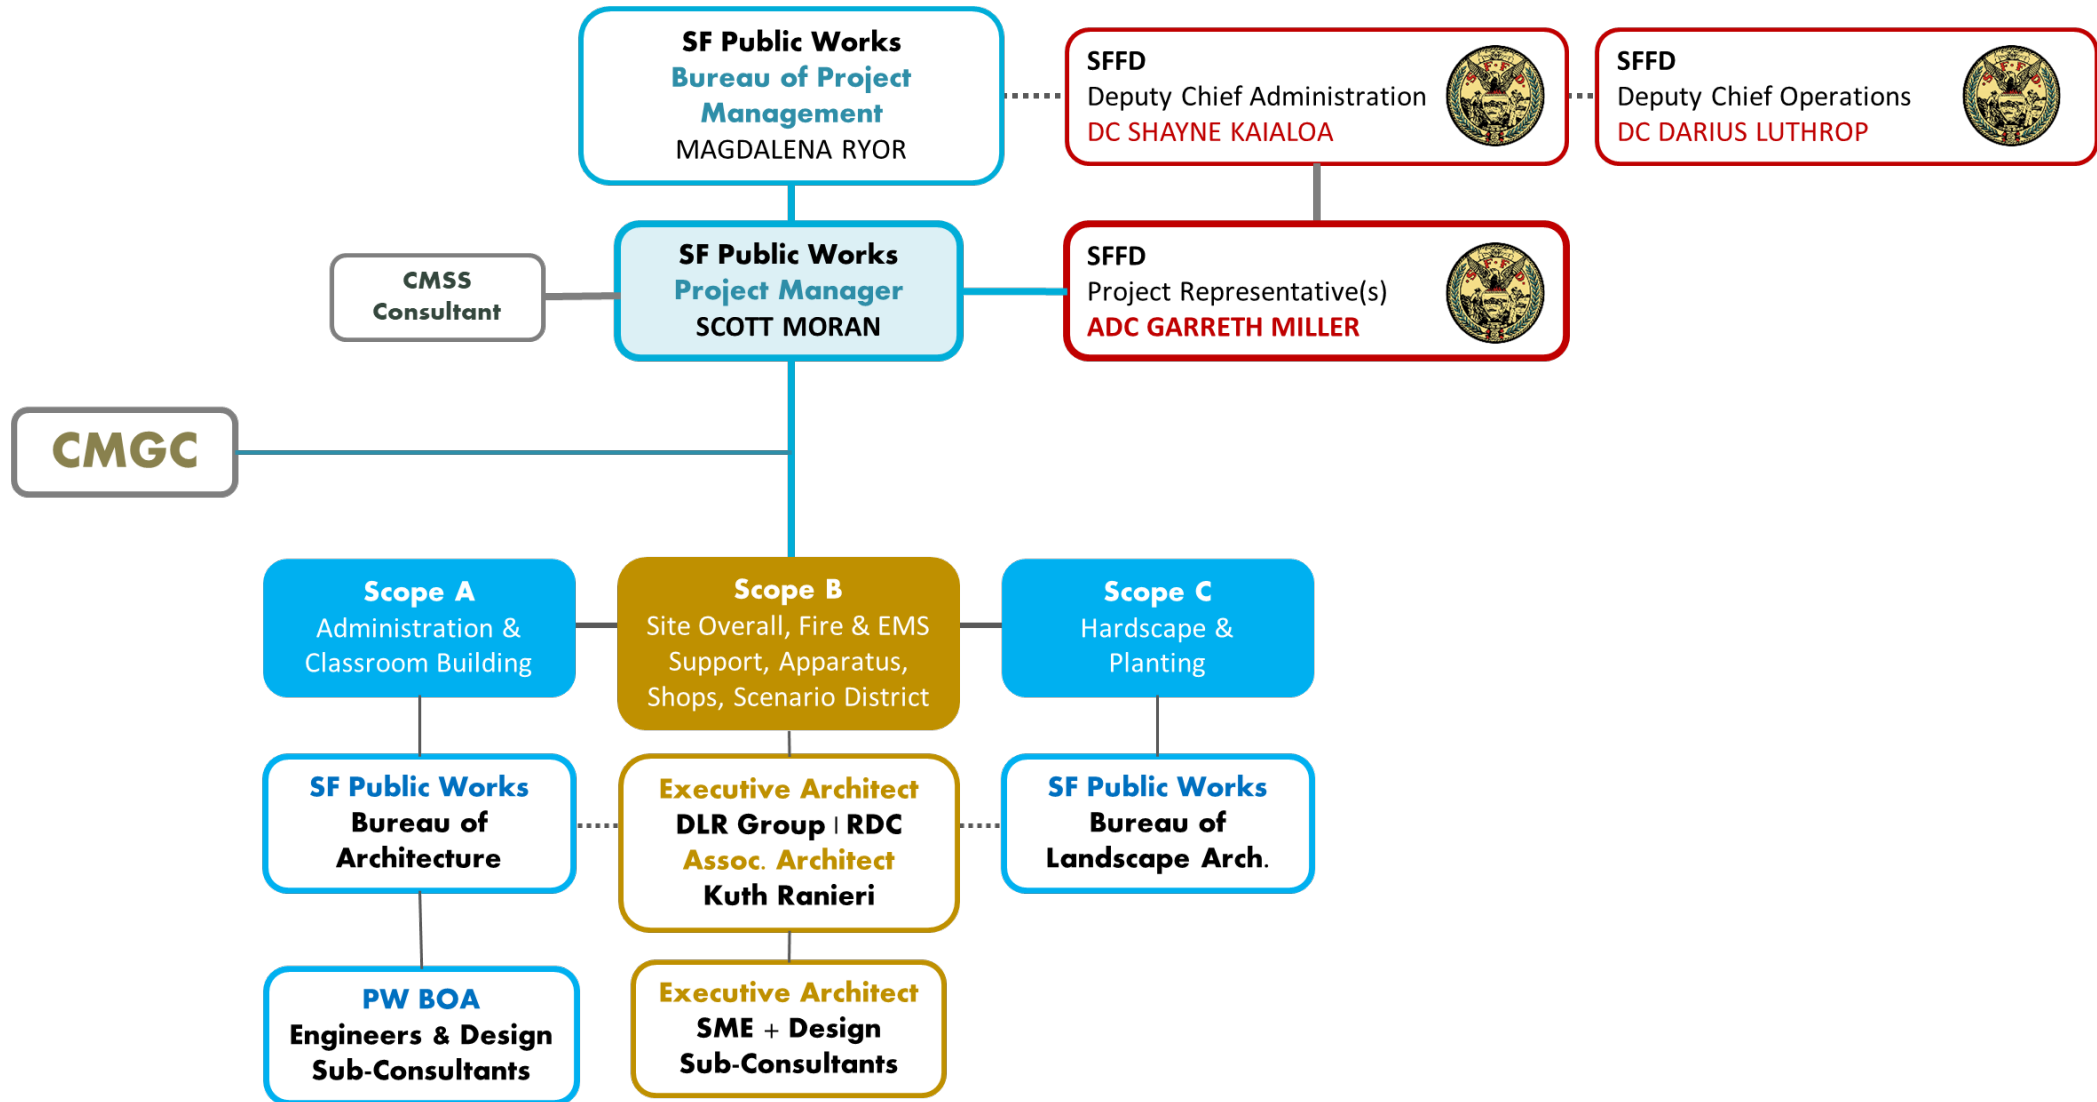 SF Public Works
Bureau of Project
Management
MAGDALENA RYOR
SFFD
Deputy Chief Administration
DC SHAYNE KAIALOA
SFFD
Deputy Chief Operations
DC DARIUS LUTHROP
CMSS
Consultant
SF Public Works
Project Manager
SCOTT MORAN
SFFD
Project Representative(s)
ADC GARRETH MILLER
CMGC
Scope A
Administration &
Classroom Building
Scope B
Site Overall, Fire & EMS
Support, Apparatus,
Shops, Scenario District
Scope C
Hardscape &
Planting
SF Public Works
Bureau of
Architecture
Executive Architect
DLR Group | RDC
Assoc. Architect
Kuth Ranieri
SF Public Works
Bureau of
Landscape Arch.
PW BOA
Engineers & Design
Sub-Consultants
Executive Architect
SME + Design
Sub-Consultants